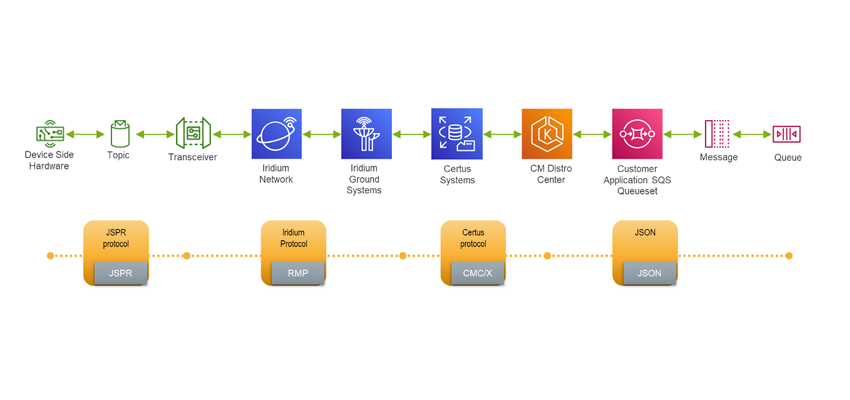 Device Side
Hardware
Topic
Transceiver
Iridium
Network
Iridium
Ground
Systems
Certus
Systems
K
CM Distro
Center
Customer
Application SQS
Queueset
Message
Queue
JSPR
protocol
JSPR
Iridium
Protocol
RMP
Certus
protocol
CMC/X
JSON
JSON